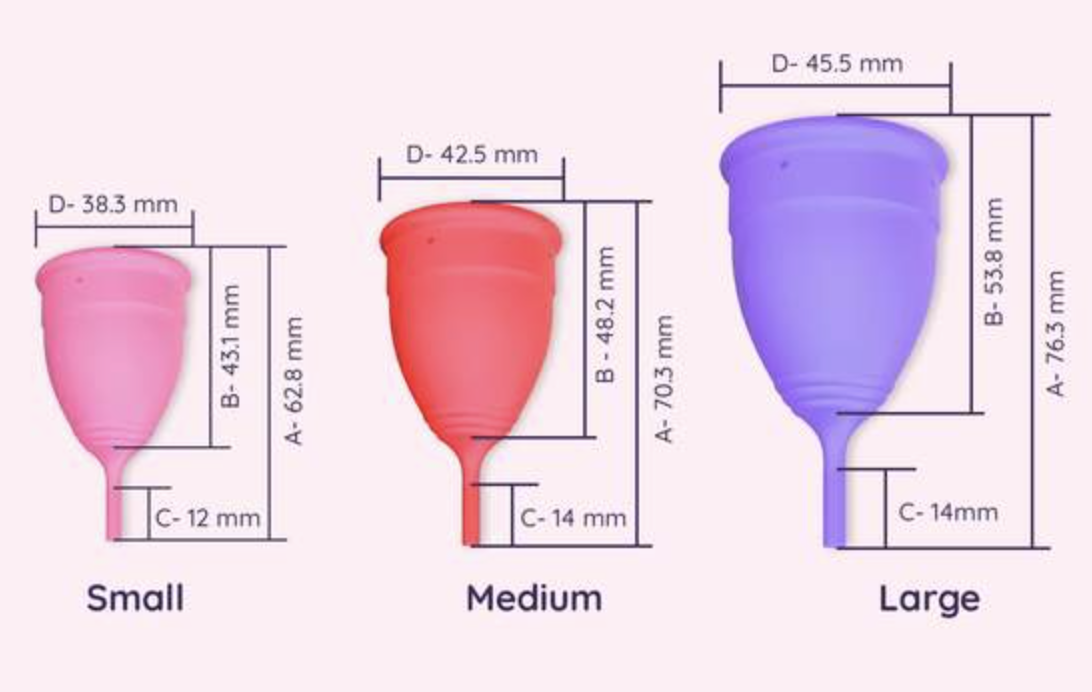 D- 38.3 mm
B- 43.1 mm
A- 62.8 mm
C- 12 mm
Small
D- 42.5 mm
B - 48.2 mm
A- 70.3 mm
C- 14 mm
Medium
D- 45.5 mm
B- 53.8 mm
A- 76.3 mm
C- 14mm
Large